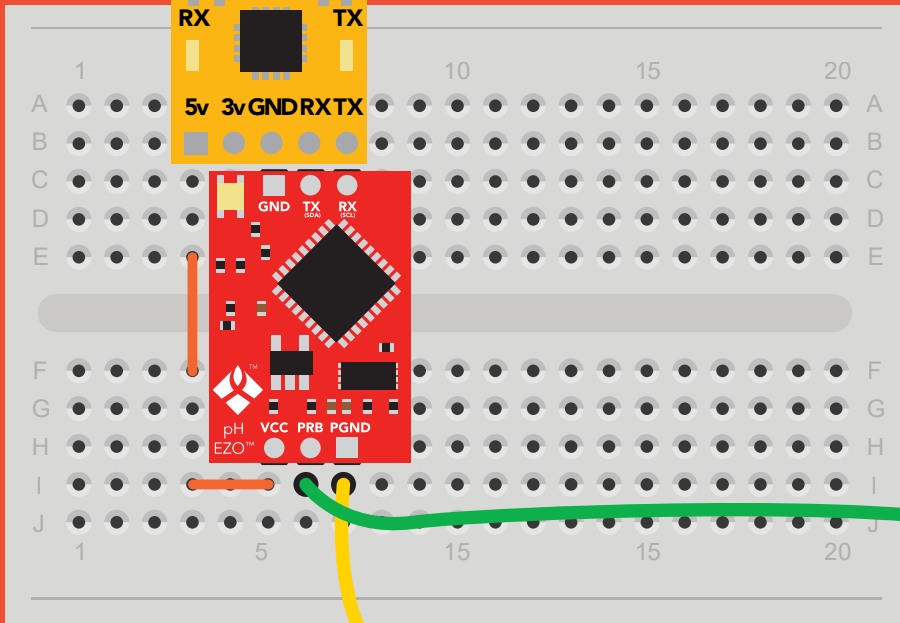 RX TX
1 10 15 20
A A
5v 3v GND RX TX
B B
C C
GND TX RX
(SDA) (SCL)
D D
E E
F F
TM
G G
VCC PRB PGND
pH
H H
EZO™
I I
J J
1 5 15 15 20